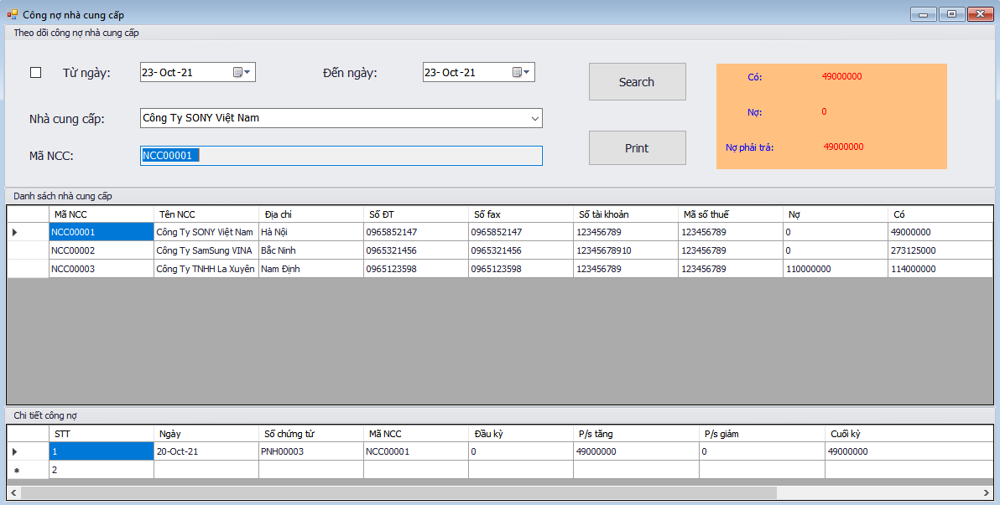 Công nợ nhà cung cấp
Theo dõi công nợ nhà cung cấp
Từ ngày: 23-Oct-21 Đến ngày: 23-Oct-21 Search
Có: 49000000
Nhà cung cấp: Công Ty SONY Việt Nam
Nợ: 0
Mã NCC: NCC00001 Print
Nợ phải trả: 49000000
Danh sách nhà cung cấp
Mã NCC Tên NCC Địa chỉ Số ĐT Số fax Số tài khoản Mã số thuế Nợ Có
NCC00001 Công Ty SONY Việt Nam Hà Nội 0965852147 0965852147 123456789 123456789 0 49000000
NCC00002 Công Ty SamSung VINA Bắc Ninh 0965321456 0965321456 12345678910 123456789 0 273125000
NCC00003 Công Ty TNHH La Xuyên Nam Định 0965123598 0965123598 123456789 123456789 110000000 114000000
Chi tiết công nợ
STT Ngày Số chứng từ Mã NCC Đầu kỳ P/s tăng P/s giảm Cuối kỳ
1 20-Oct-21 PNH00003 NCC00001 0 49000000 0 49000000
2